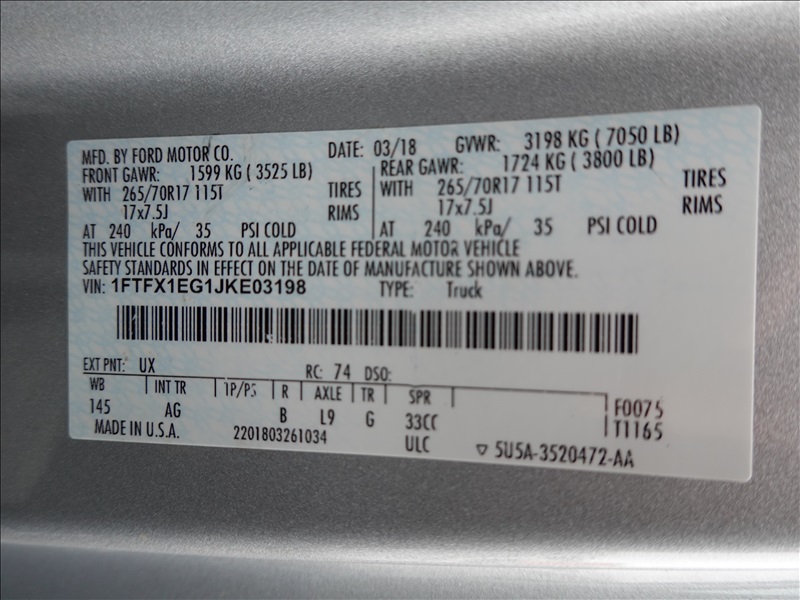 MFD. BY FORD MOTOR CO. DATE: 03/18 GVWR: 3198 KG ( 7050 LB)
FRONT GAWR: 1599 KG ( 3525 LB) REAR GAWR: 1724 KG ( 3800 LB)
WITH 265/70R17 115T TIRES WITH 265/70R17 115T TIRES
17x7.5J RIMS 17x7.5J RIMS
AT 240 kPa/ 35 PSI COLD AT 240 kPa/ 35 PSI COLD
THIS VEHICLE CONFORMS TO ALL APPLICABLE FEDERAL MOTOR VEHICLE
SAFETY STANDARDS IN EFFECT ON THE DATE OF MANUFACTURE SHOWN ABOVE.
VIN: 1FTFX1EG1JKE03198 TYPE: Truck
EXT PNT: UX RC: 74 DSO:
WB INT TR TP/PS R AXLE TR SPR F0075
145 AG B L9 G 33CC T1165
MADE IN U.S.A. 2201803261034 ULC ▽ 5U5A-3520472-AA